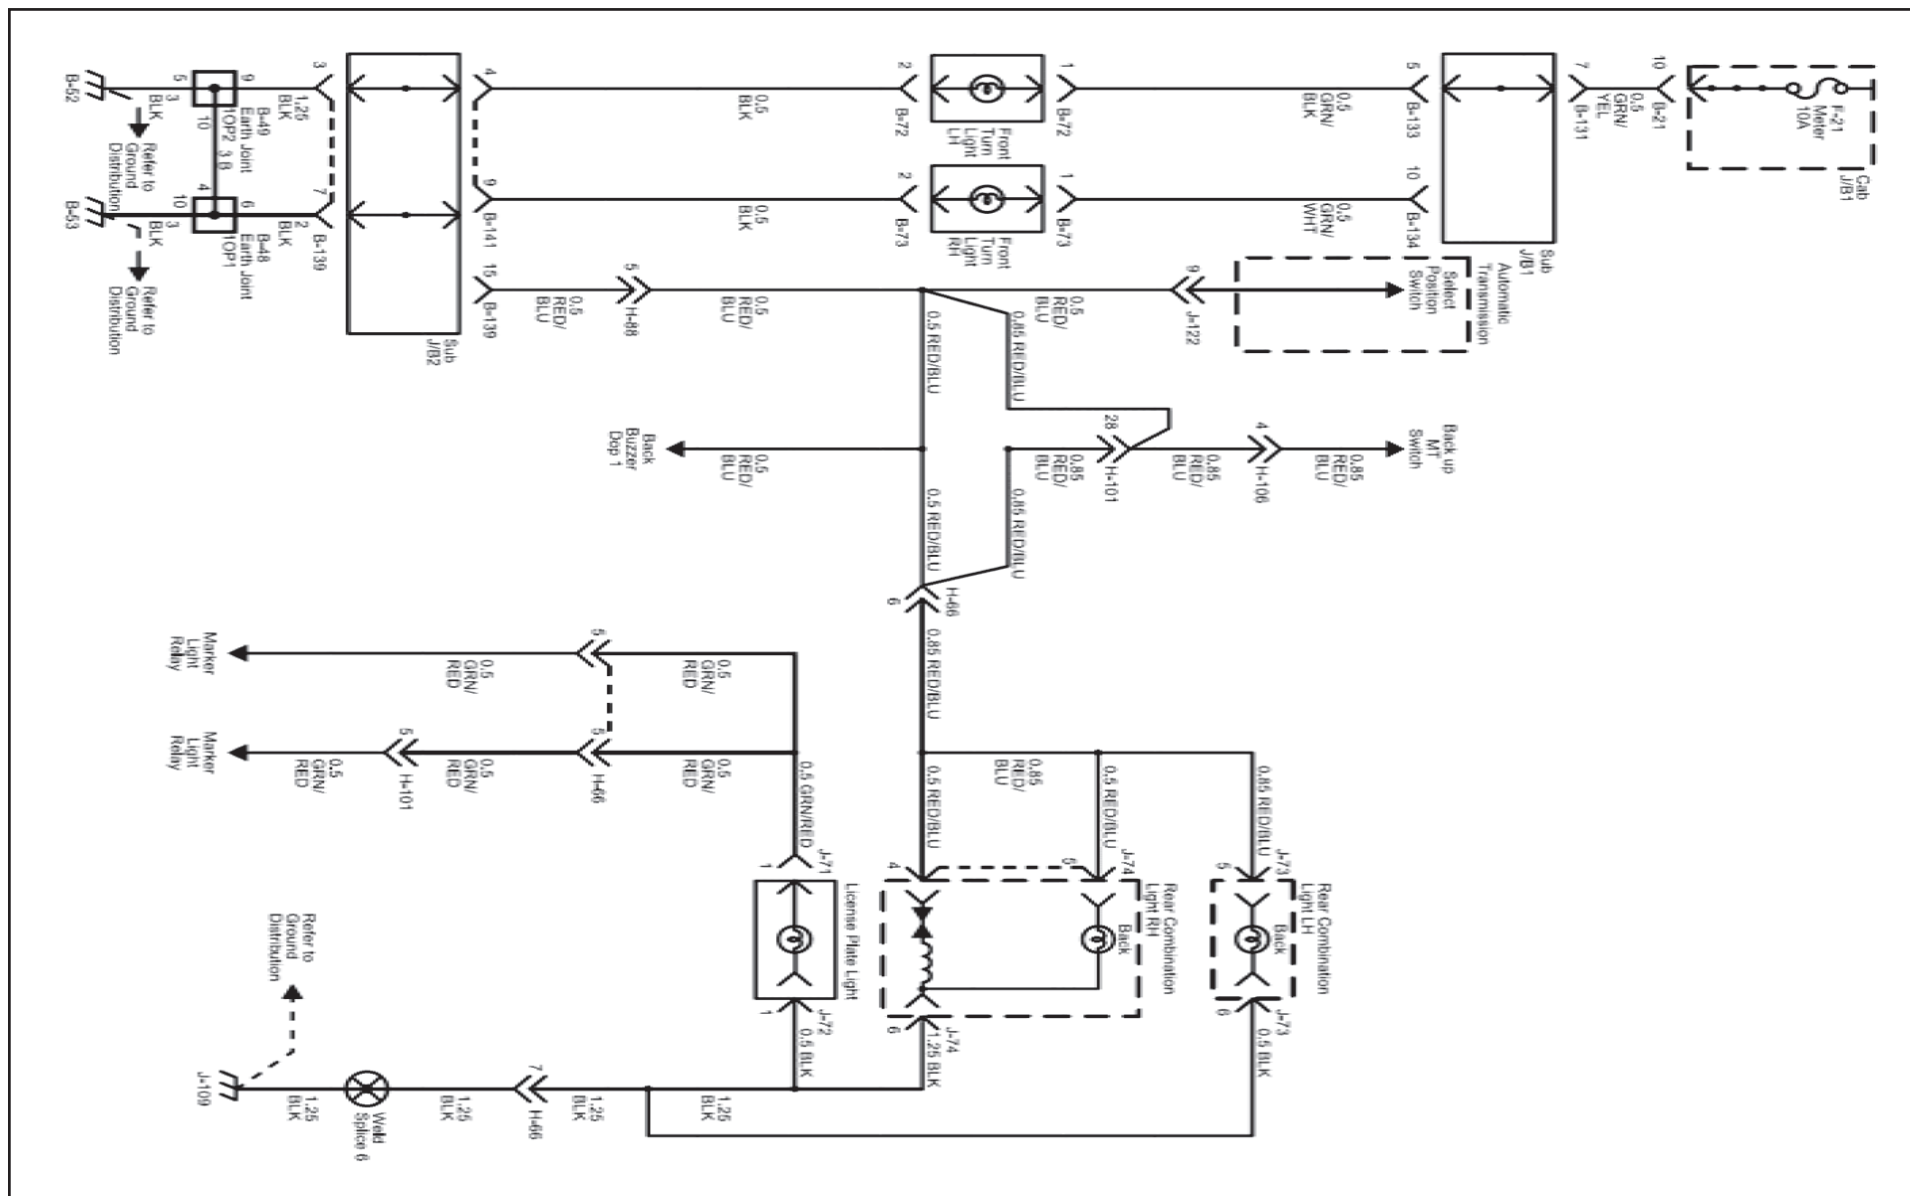 F-21
Meter
10A
Cab
J/B1
10
B-21
0.5
GRN/
YEL
7
B-131
Sub
J/B1
5
B-133
10
B-134
0.5
GRN/
BLK
0.5
GRN/
WHT
1
B-72
1
B-73
Front
Turn
Light
LH
Front
Turn
Light
RH
2
B-72
2
B-73
0.5
BLK
0.5
BLK
4
9
B-141
15
B-139
Sub
J/B2
3
7
B-139
1.25
BLK
2
BLK
9
B-49
Earth Joint
1OP2
10
3 B
4
6
B-48
Earth Joint
1OP1
5
3
BLK
10
3
BLK
B-52
B-53
Refer to
Ground
Distribution
Refer to
Ground
Distribution
Automatic
Transmission
Select
Position
Switch
9
J-122
0.5
RED/
BLU
0.5
RED/
BLU
5
H-88
0.5
RED/
BLU
Back up
MT
Switch
0.85
RED/
BLU
4
H-106
0.85
RED/
BLU
28
H-101
0.85
RED/
BLU
0.85 RED/BLU
0.85 RED/BLU
0.5 RED/BLU
0.5 RED/BLU
0.5
RED/
BLU
Back
Buzzer
Dop 1
H-66
6
0.85 RED/BLU
0.85
RED/
BLU
0.85 RED/BLU
0.5 RED/BLU
0.5 RED/BLU
J-73
5
Rear Combination
Light LH
Back
J-73
6
0.5 BLK
J-74
5
4
Rear Combination
Light RH
Back
J-74
6
1.25 BLK
0.5
GRN/
RED
5
0.5
GRN/
RED
Marker
Light
Relay
0.5
GRN/
RED
5
H-66
0.5
GRN/
RED
5
H-101
0.5
GRN/
RED
Marker
Light
Relay
0.5 GRN/RED
J-71
1
License Plate Light
J-72
1
0.5 BLK
1.25
BLK
1.25
BLK
7
H-66
1.25
BLK
Weld
Splice 6
1.25
BLK
J-109
Refer to
Ground
Distribution